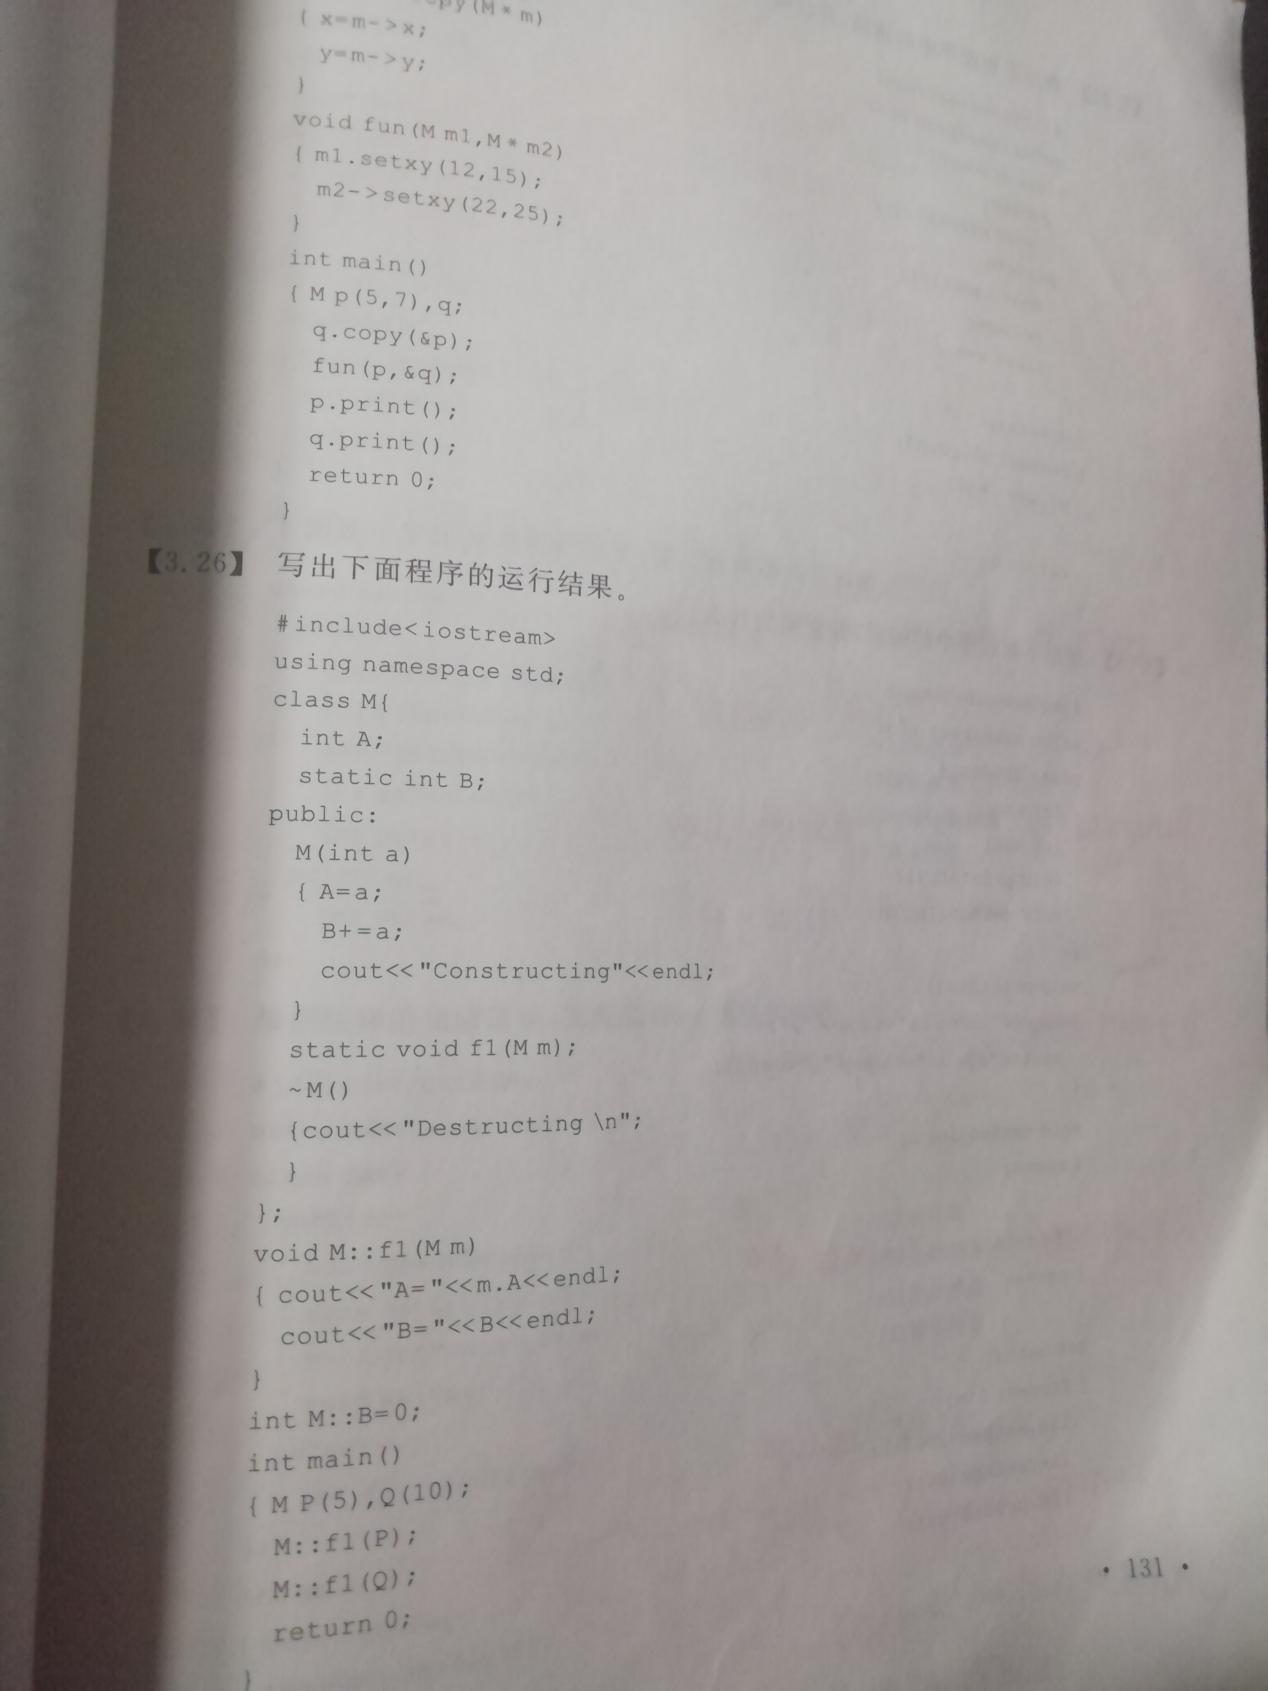 py(M * m)
{ x=m->x;
y=m->y;
}
void fun(M m1,M * m2)
{ m1.setxy(12,15);
m2->setxy(22,25);
}
int main()
{ M p(5,7),q;
q.copy(&p);
fun(p,&q);
p.print();
q.print();
return 0;
}
【3.26】 写出下面程序的运行结果。
#include<iostream>
using namespace std;
class M{
int A;
static int B;
public:
M(int a)
{ A=a;
B+=a;
cout<<"Constructing"<<endl;
}
static void f1(M m);
~M()
{cout<<"Destructing \n";
}
};
void M::f1(M m)
{ cout<<"A="<<m.A<<endl;
cout<<"B="<<B<<endl;
}
int M::B=0;
int main()
{ M P(5),Q(10);
M::f1(P);
M::f1(Q);
return 0;
}
· 131 ·